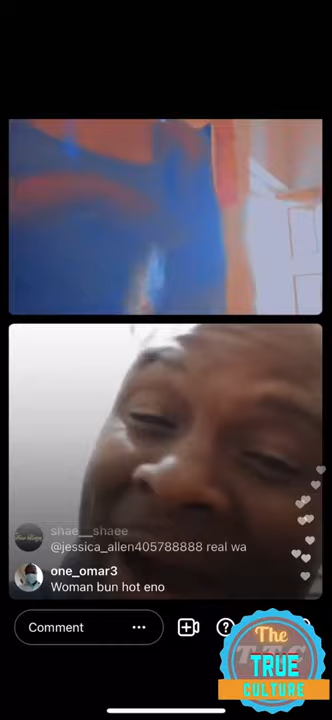 shae__shaee
@jessica_allen405788888 real wa
one_omar3
Woman bun hot eno
Comment
The
TRUE
CULTURE